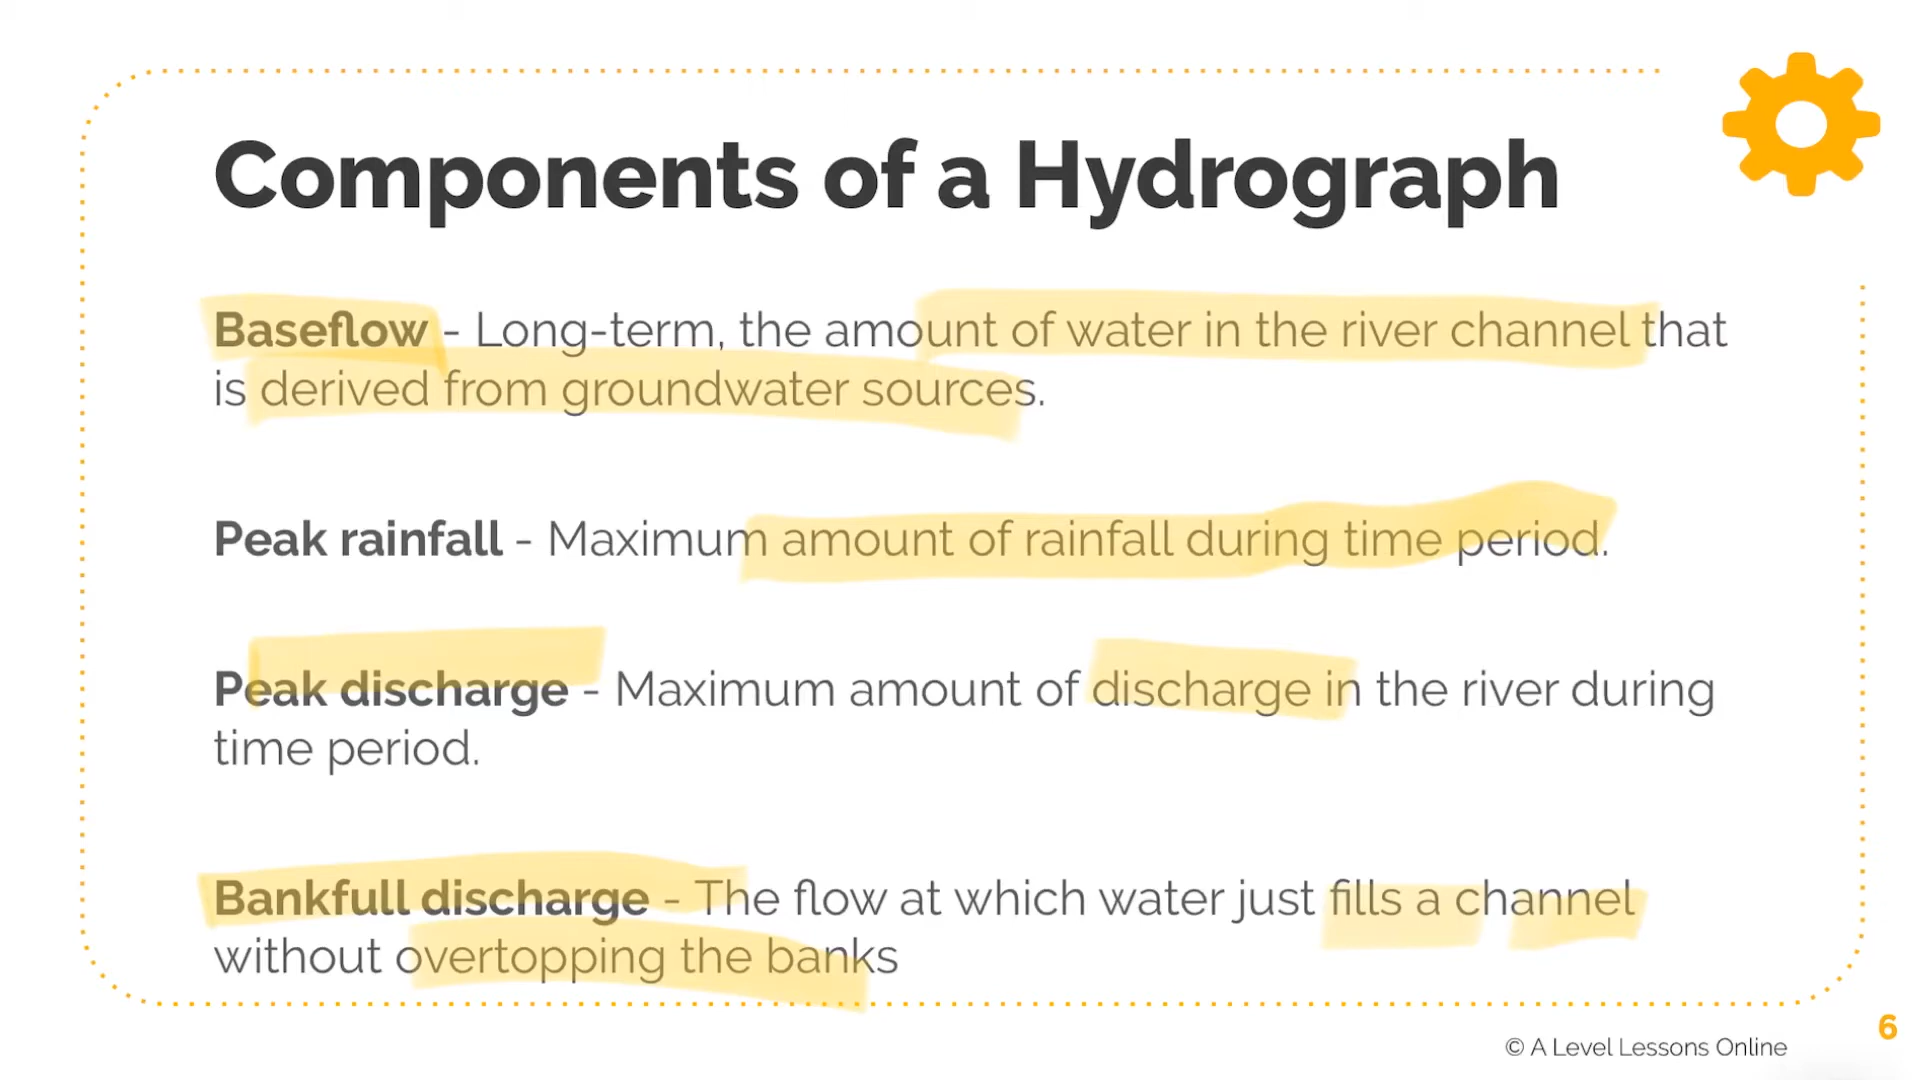 Components of a Hydrograph
Baseflow - Long-term, the amount of water in the river channel that
is derived from groundwater sources.
Peak rainfall - Maximum amount of rainfall during time period.
Peak discharge - Maximum amount of discharge in the river during
time period.
Bankfull discharge - The flow at which water just fills a channel
without overtopping the banks
6
© A Level Lessons Online